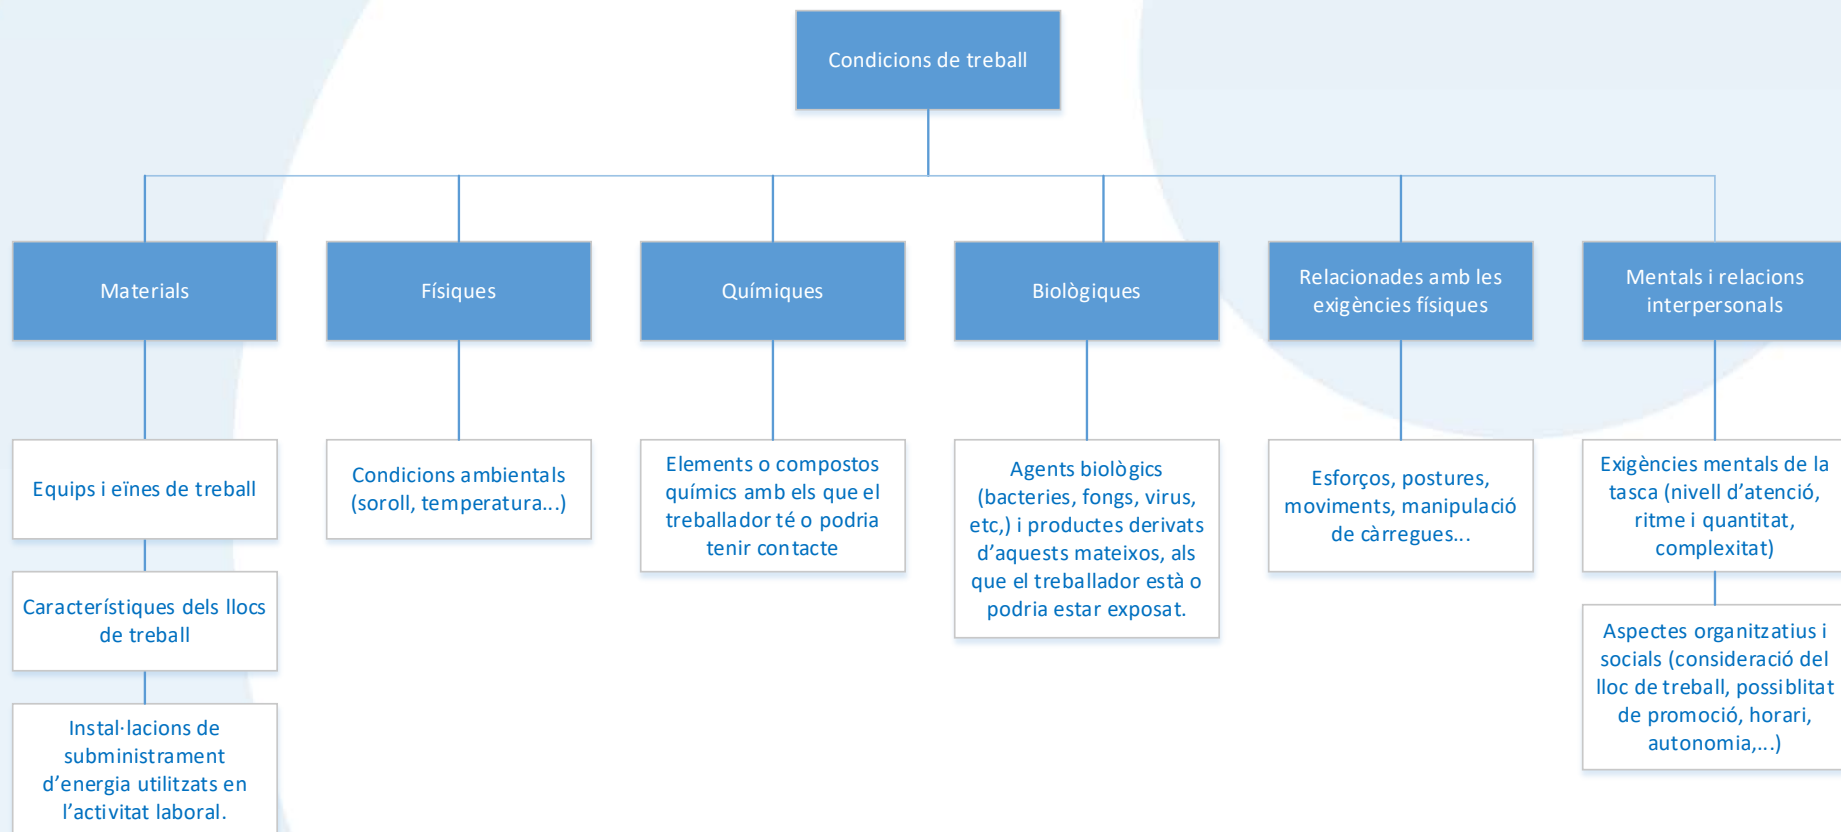 Condicions de treball
Materials
Físiques
Químiques
Biològiques
Relacionades amb les
exigències físiques
Mentals i relacions
interpersonals
Equips i eïnes de treball
Característiques dels llocs
de treball
Instal·lacions de
subministrament
d’energia utilitzats en
l’activitat laboral.
Condicions ambientals
(soroll, temperatura...)
Elements o compostos
químics amb els que el
treballador té o podria
tenir contacte
Agents biològics
(bacteries, fongs, virus,
etc,) i productes derivats
d’aquests mateixos, als
que el treballador està o
podria estar exposat.
Esforços, postures,
moviments, manipulació
de càrregues...
Exigències mentals de la
tasca (nivell d’atenció,
ritme i quantitat,
complexitat)
Aspectes organitzatius i
socials (consideració del
lloc de treball, possiblitat
de promoció, horari,
autonomia,...)